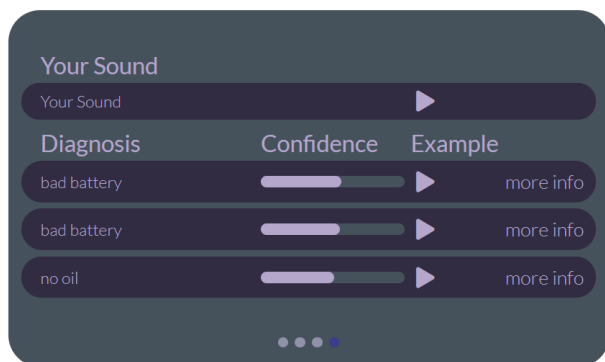 Your Sound
Your Sound
Diagnosis Confidence Example
bad battery more info
bad battery more info
no oil more info